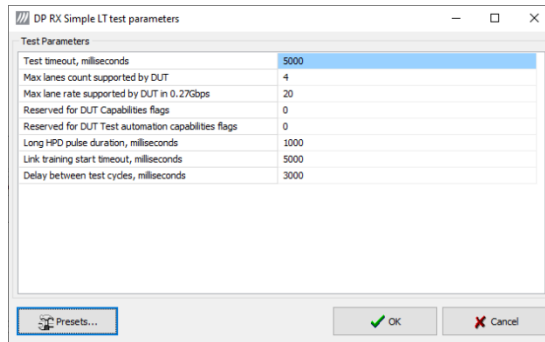 DP RX Simple LT test parameters
Test Parameters
Test timeout, milliseconds 5000
Max lanes count supported by DUT 4
Max lane rate supported by DUT in 0.27Gbps 20
Reserved for DUT Capabilities flags 0
Reserved for DUT Test automation capabilities flags 0
Long HPD pulse duration, milliseconds 1000
Link training start timeout, milliseconds 5000
Delay between test cycles, milliseconds 3000
Presets... OK Cancel